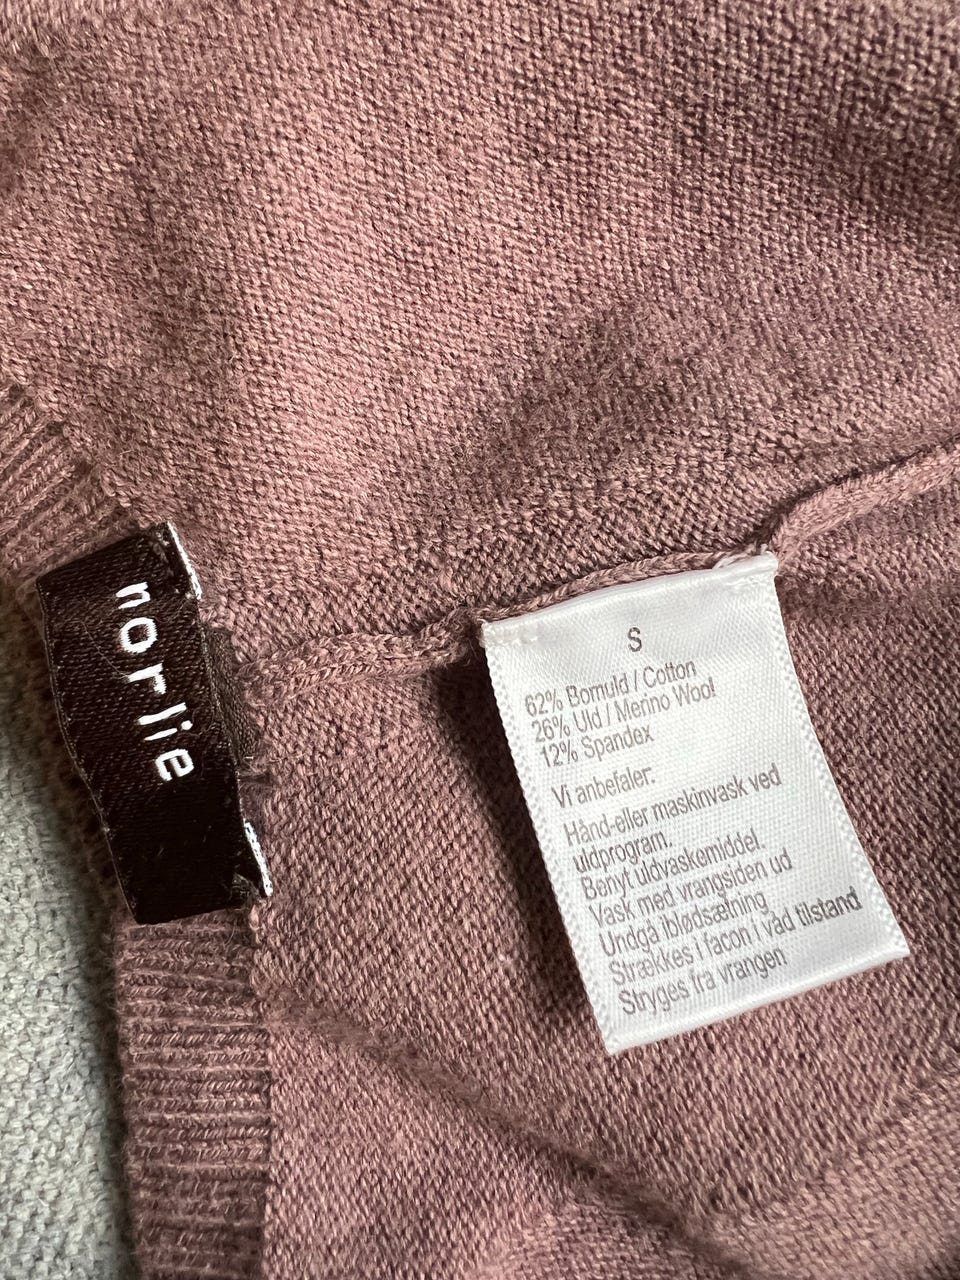 norlie
S
62% Bomuld / Cotton
26% Uld / Merino Wool
12% Spandex
Vi anbefaler:
Hånd-eller maskinvask ved
uldprogram.
Benyt uldvaskemiddel.
Vask med vrangsiden ud
Undgå iblødsætning
Strækkes i facon i våd tilstand
Stryges fra vrangen